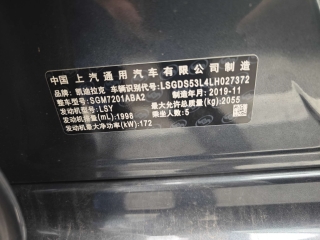 中国 上汽通用汽车有限公司 制造
品牌: 凯迪拉克 车辆识别代号: LSGDS53L4LH027372
整车型号: SGM7201ABA2 制造年月: 2019-11
发动机型号: LSY 最大允许总质量(kg): 2055
发动机排量(mL): 1998 乘坐人数: 5
发动机最大净功率(kW): 172